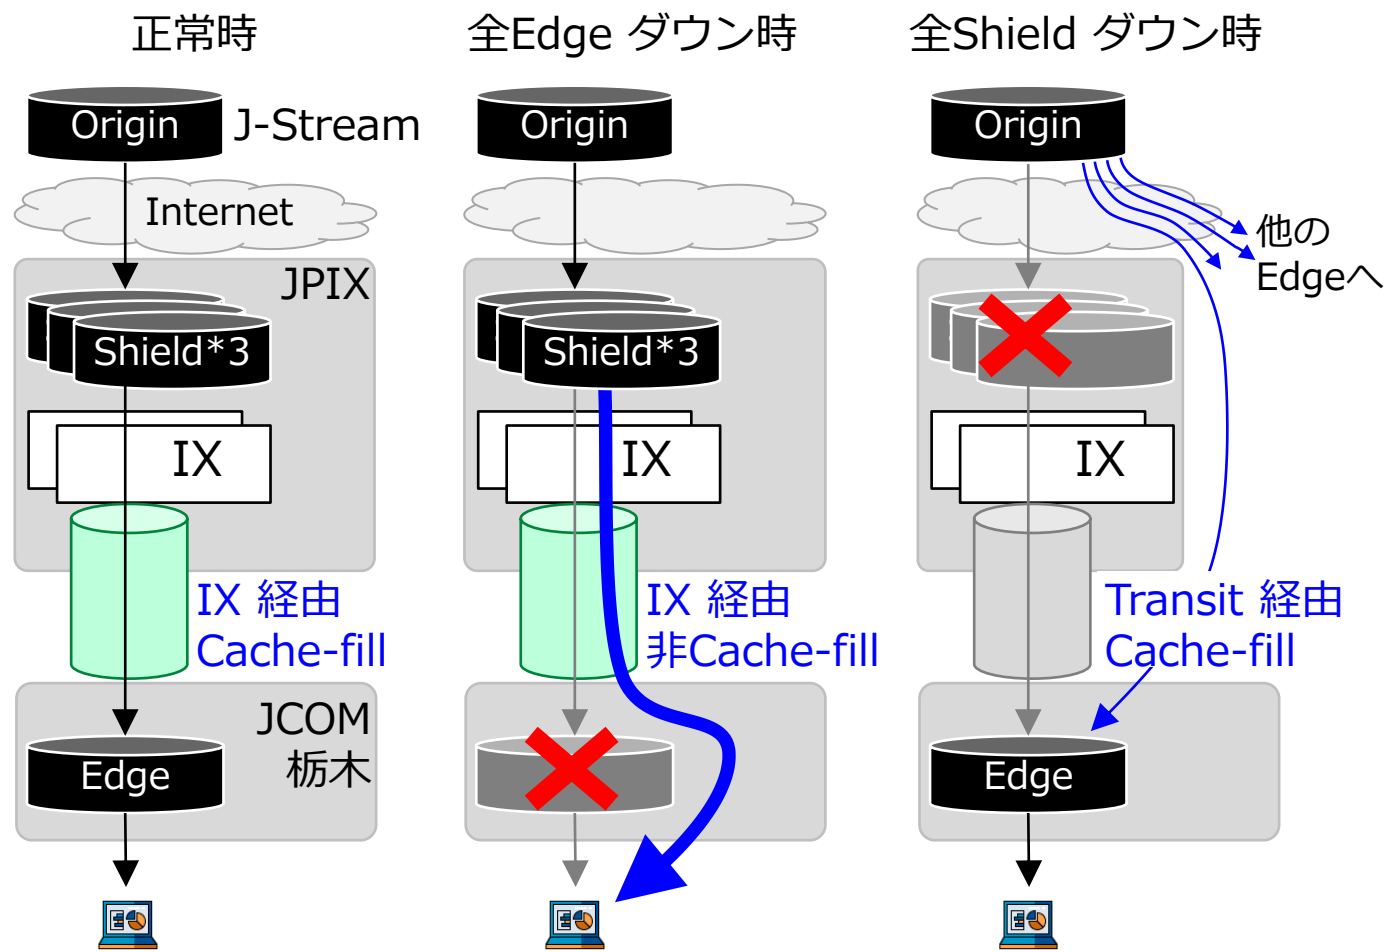 正常時
Origin
J-Stream
Internet
JPIX
Shield*3
IX
IX 経由
Cache-fill
JCOM
栃木
Edge
全Edge ダウン時
Origin
Shield*3
IX
IX 経由
非Cache-fill
全Shield ダウン時
Origin
他の
Edgeへ
IX
Transit 経由
Cache-fill
Edge